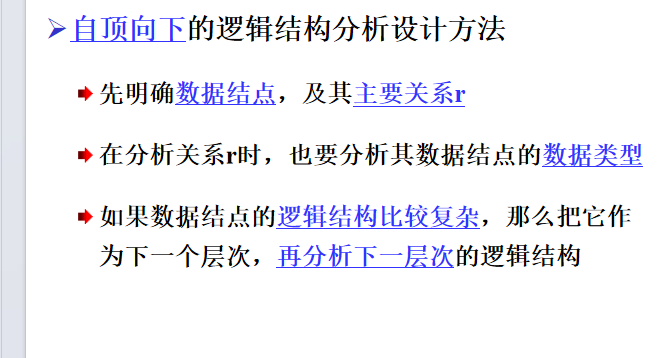 自顶向下的逻辑结构分析设计方法
先明确数据结点，及其主要关系r
在分析关系r时，也要分析其数据结点的数据类型
如果数据结点的逻辑结构比较复杂，那么把它作
为下一个层次，再分析下一层次的逻辑结构